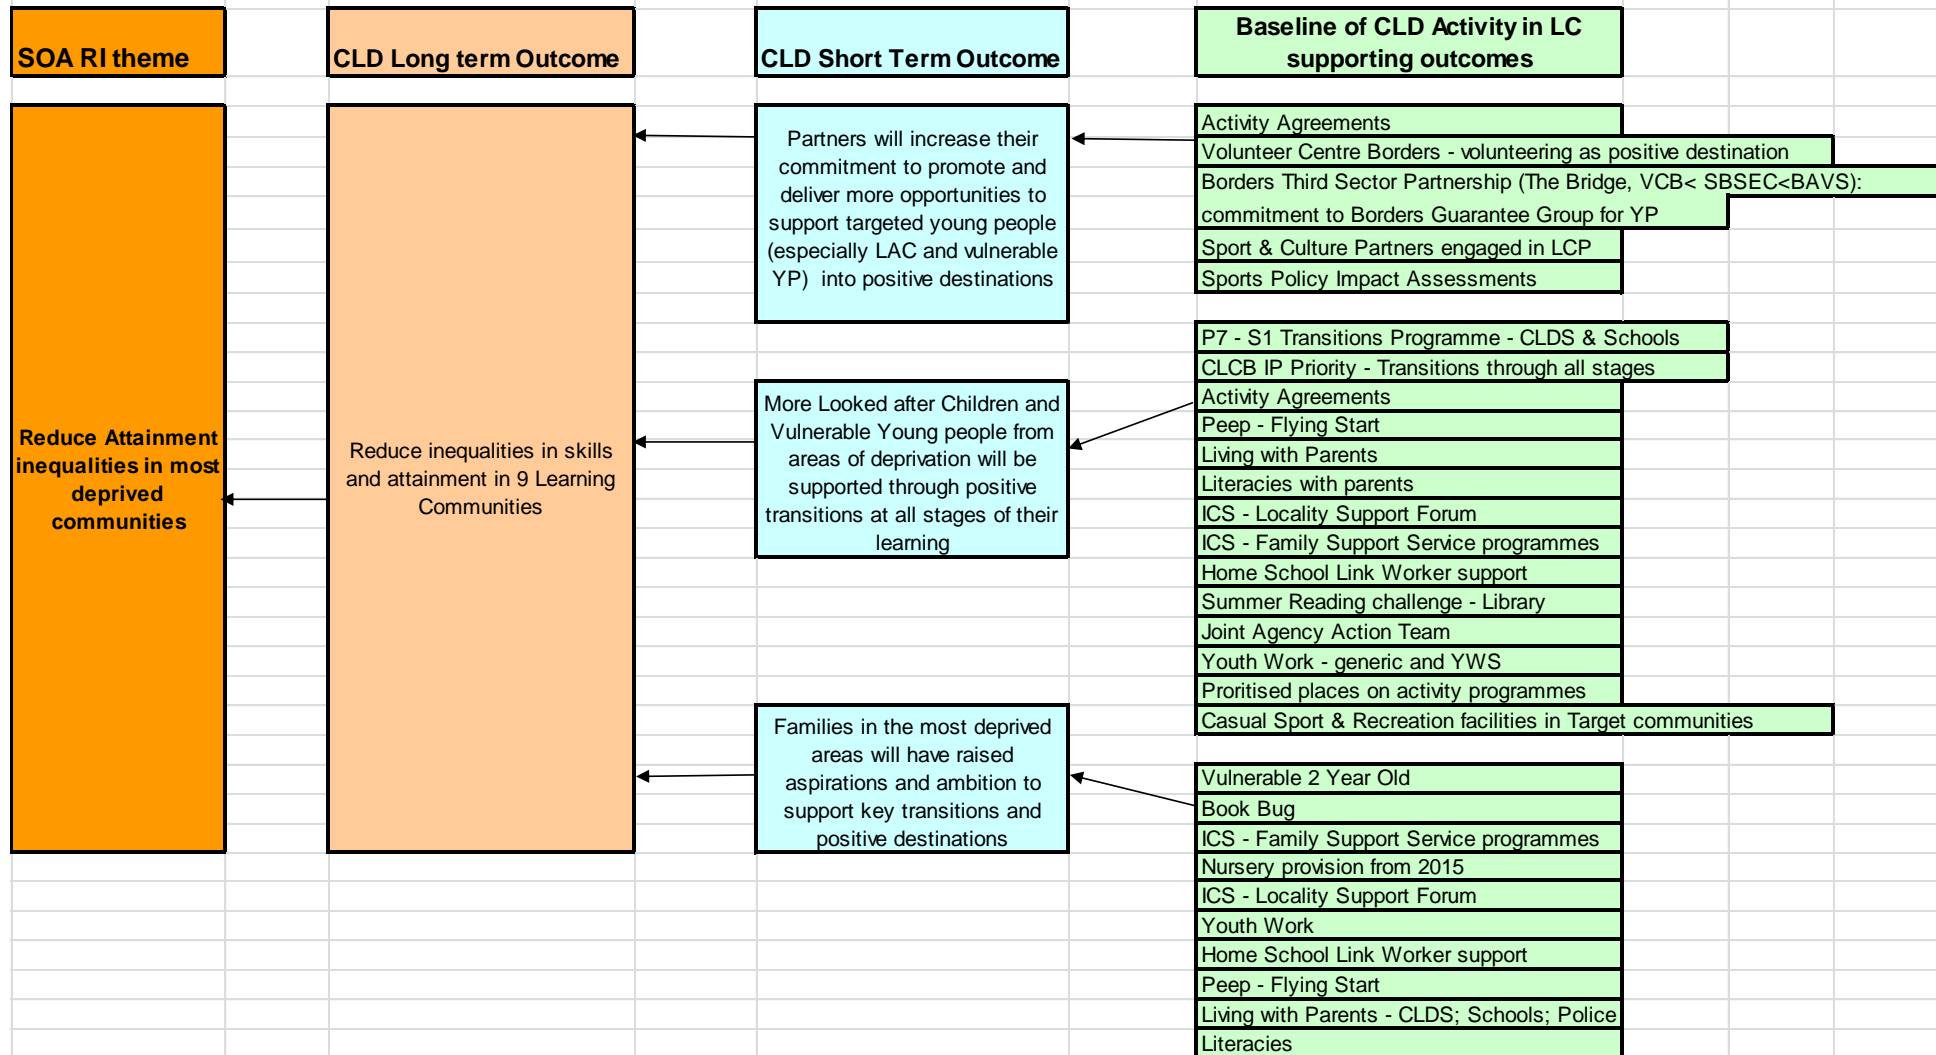 SOA RI theme
CLD Long term Outcome
CLD Short Term Outcome
Baseline of CLD Activity in LC
supporting outcomes
Reduce Attainment
inequalities in most
deprived
communities
Reduce inequalities in skills
and attainment in 9 Learning
Communities
Partners will increase their
commitment to promote and
deliver more opportunities to
support targeted young people
(especially LAC and vulnerable
YP)  into positive destinations
More Looked after Children and
Vulnerable Young people from
areas of deprivation will be
supported through positive
transitions at all stages of their
learning
Families in the most deprived
areas will have raised
aspirations and ambition to
support key transitions and
positive destinations
Activity Agreements
Volunteer Centre Borders - volunteering as positive destination
Borders Third Sector Partnership (The Bridge, VCB< SBSEC<BAVS):
commitment to Borders Guarantee Group for YP
Sport & Culture Partners engaged in LCP
Sports Policy Impact Assessments
P7 - S1 Transitions Programme - CLDS & Schools
CLCB IP Priority - Transitions through all stages
Activity Agreements
Peep - Flying Start
Living with Parents
Literacies with parents
ICS - Locality Support Forum
ICS - Family Support Service programmes
Home School Link Worker support
Summer Reading challenge - Library
Joint Agency Action Team
Youth Work - generic and YWS
Proritised places on activity programmes
Casual Sport & Recreation facilities in Target communities
Vulnerable 2 Year Old
Book Bug
ICS - Family Support Service programmes
Nursery provision from 2015
ICS - Locality Support Forum
Youth Work
Home School Link Worker support
Peep - Flying Start
Living with Parents - CLDS; Schools; Police
Literacies